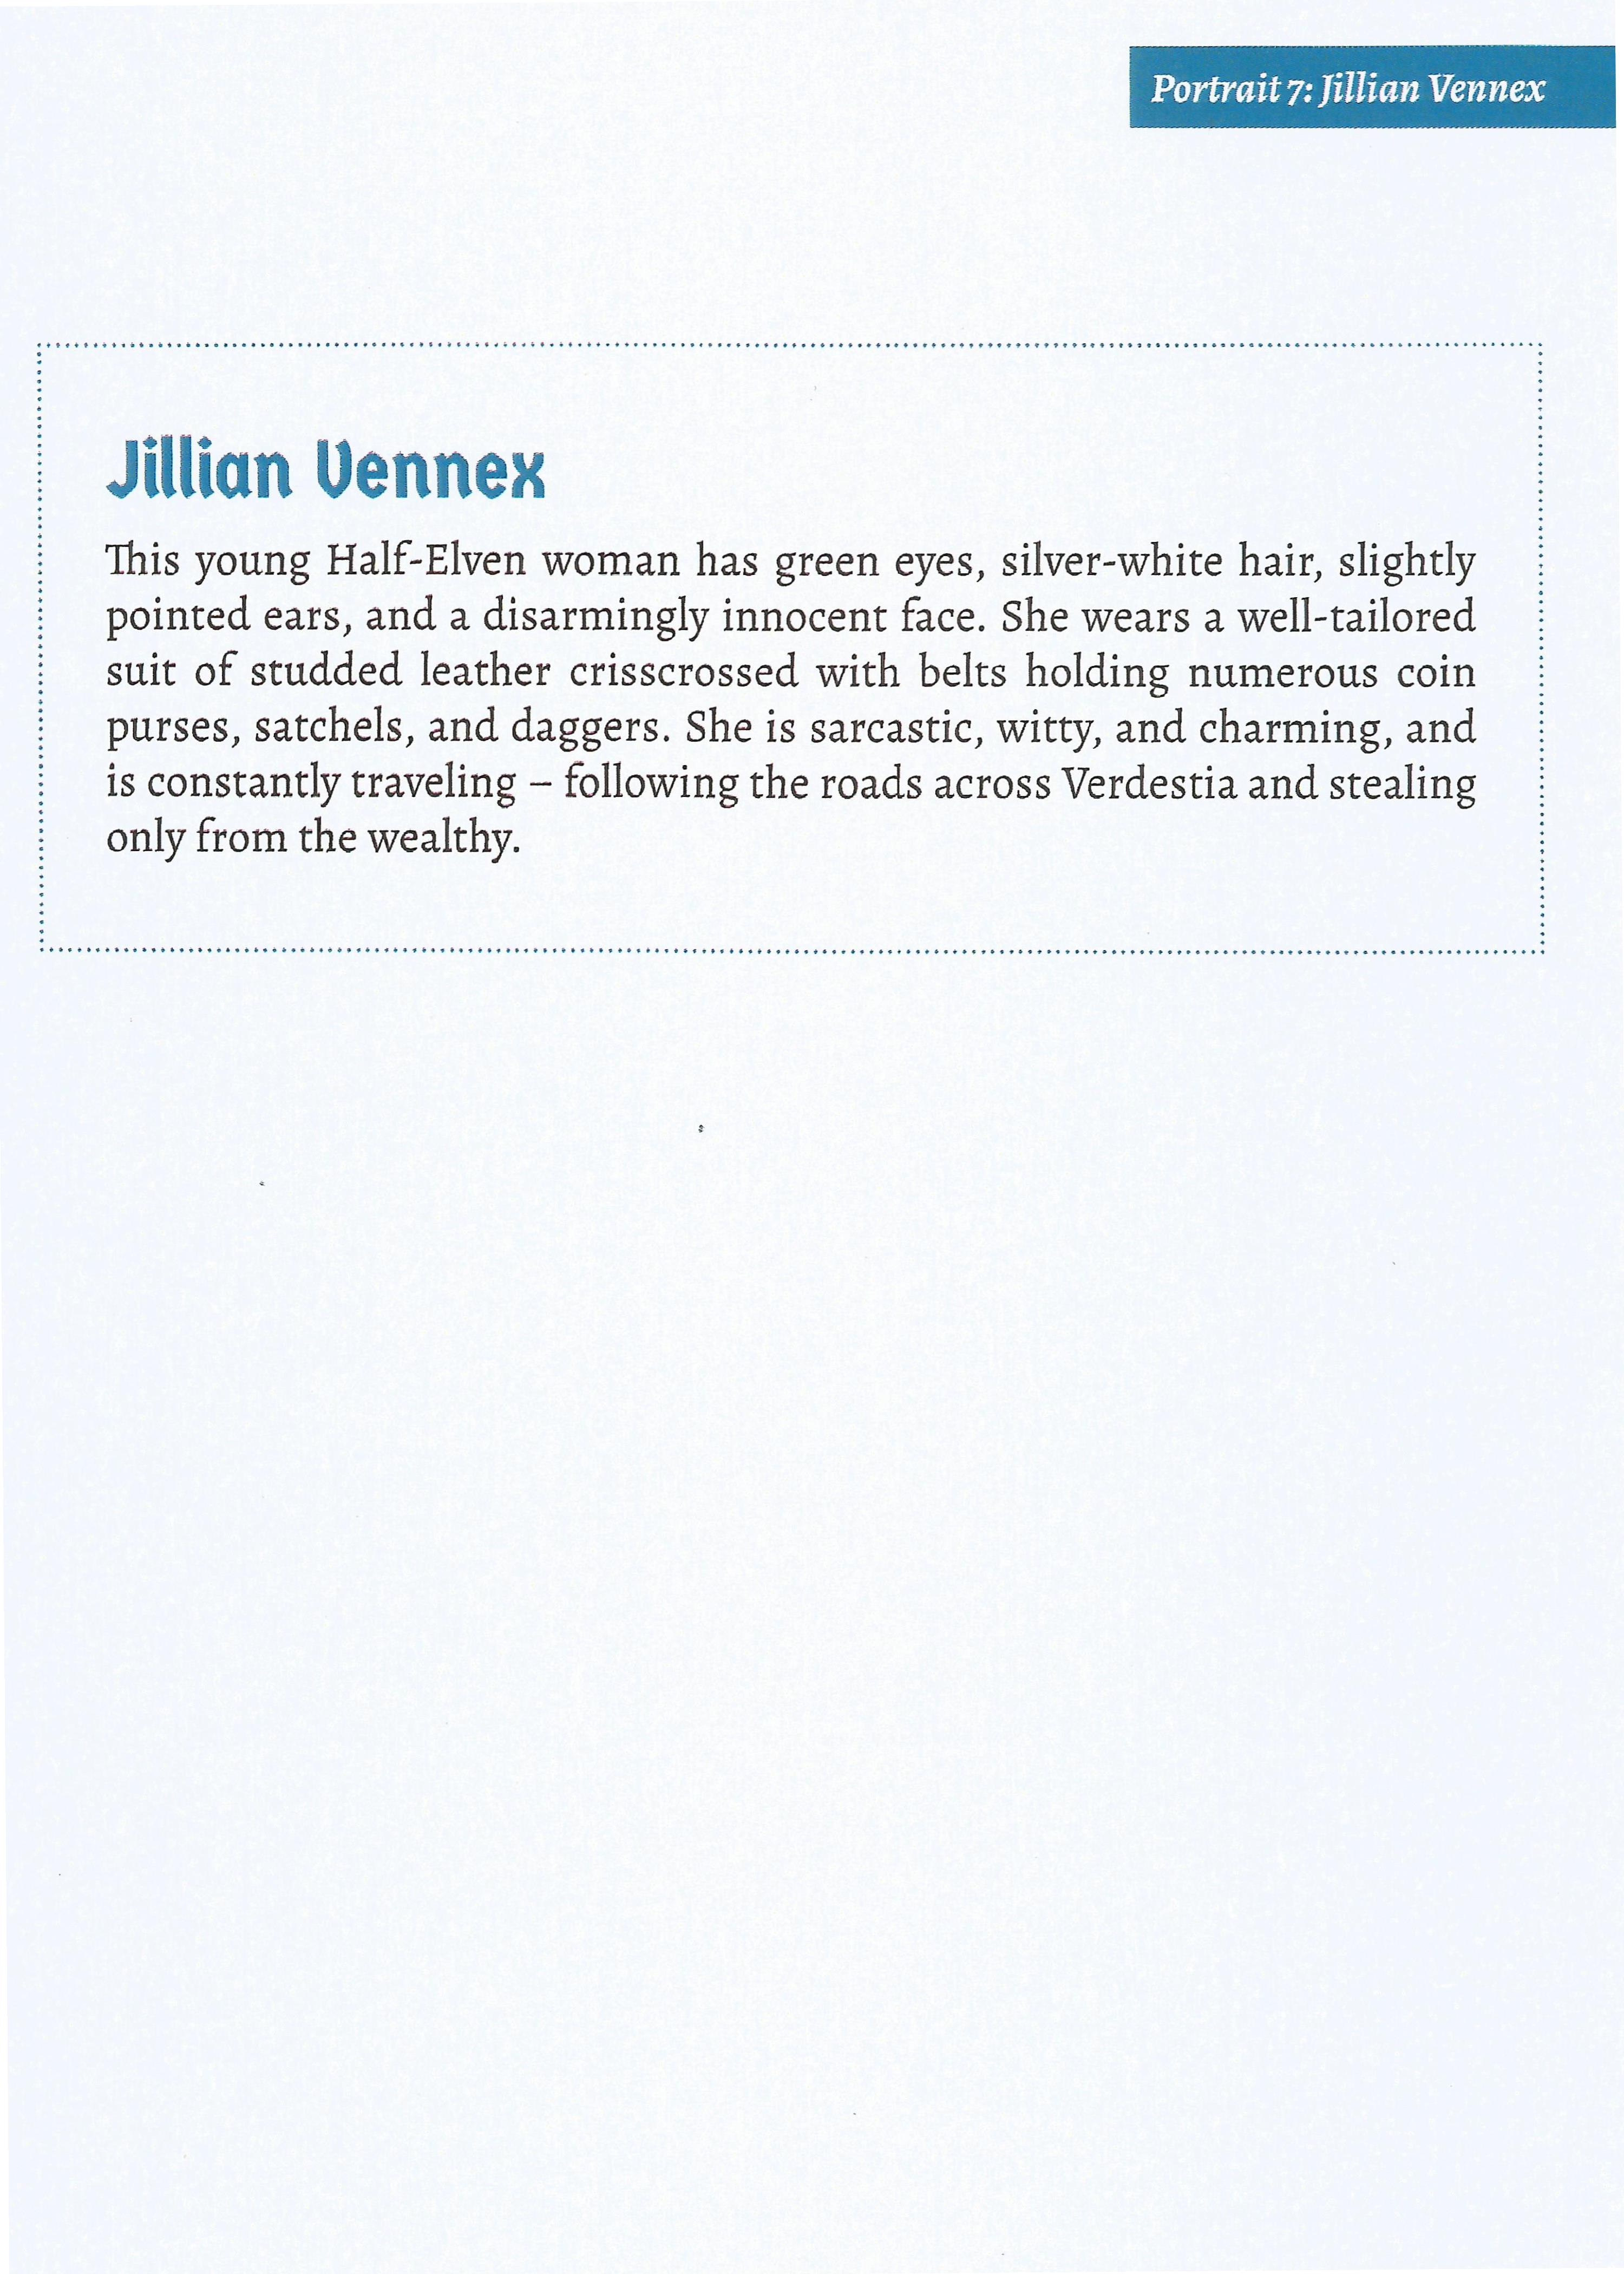 Portrait 7: Jillian Vennex
Jillian Vennex
This young Half-Elven woman has green eyes, silver-white hair, slightly
pointed ears, and a disarmingly innocent face. She wears a well-tailored
suit of studded leather crisscrossed with belts holding numerous coin
purses, satchels, and daggers. She is sarcastic, witty, and charming, and
is constantly traveling – following the roads across Verdestia and stealing
only from the wealthy.